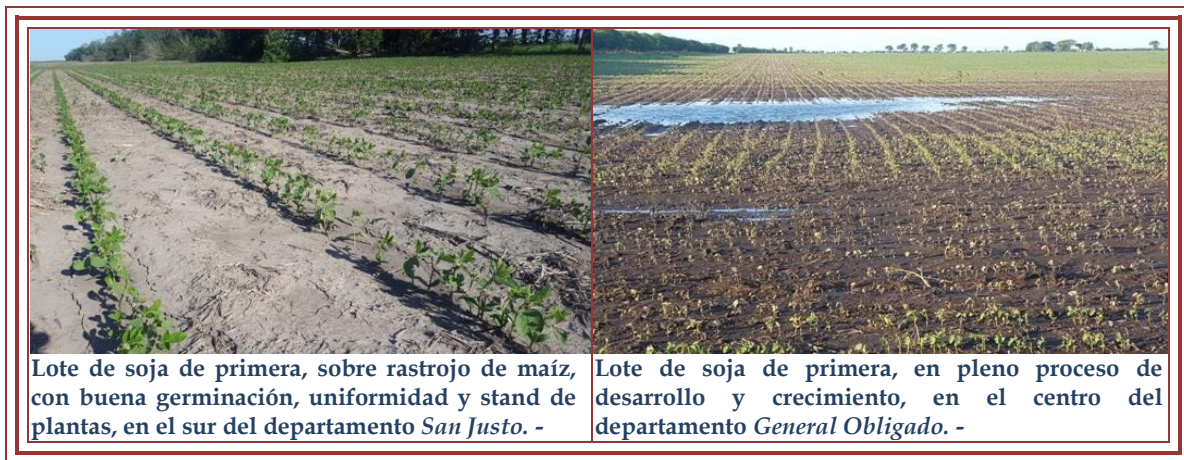 Lote de soja de primera, sobre rastrojo de maíz,
con buena germinación, uniformidad y stand de
plantas, en el sur del departamento San Justo. -
Lote de soja de primera, en pleno proceso de
desarrollo y crecimiento, en el centro del
departamento General Obligado. -